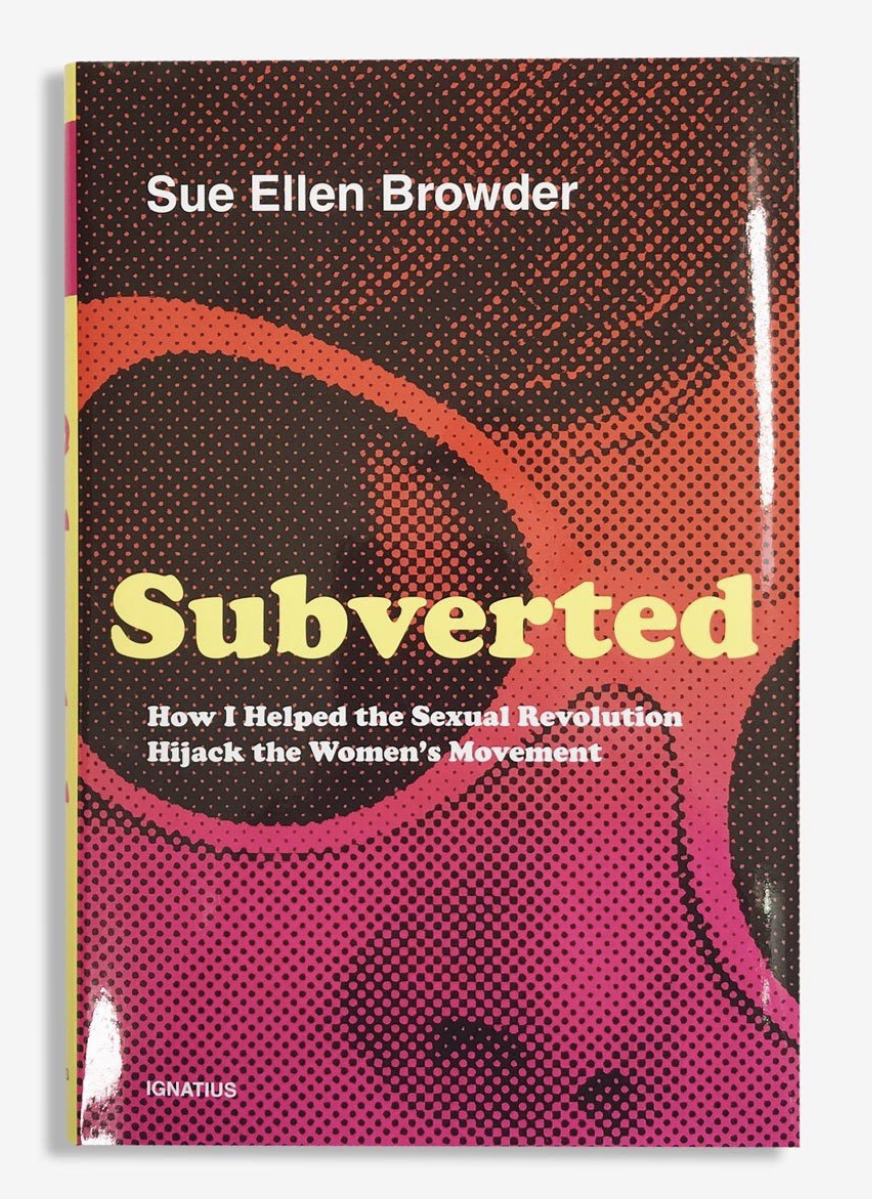 Sue Ellen Browder
Subverted
How I Helped the Sexual Revolution
Hijack the Women's Movement
IGNATIUS